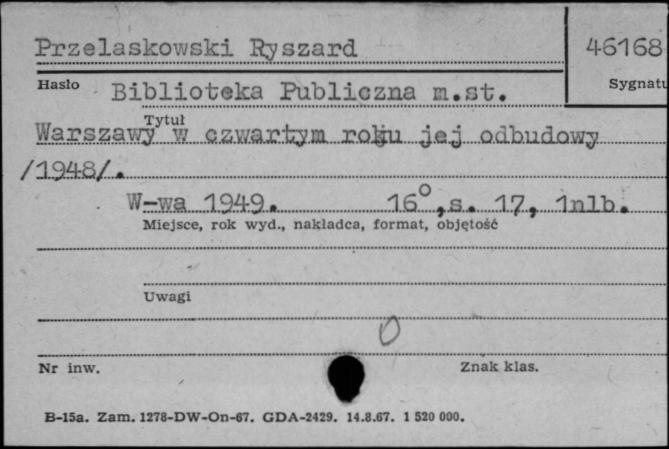 Przelaskowski Ryszard
46168
Hasło
Sygnatu
Biblioteka Publiczna m.st.
Tytuł
Warszawy w czwartym roku jej odbudowy
/1948/.
W-wa 1949. 16°,s. 17, 1nlb.
Miejsce, rok wyd., nakładca, format, objętość
Uwagi
0
Nr inw.
Znak klas.
B-15a. Zam. 1278-DW-On-67. GDA-2429. 14.8.67. 1 520 000.